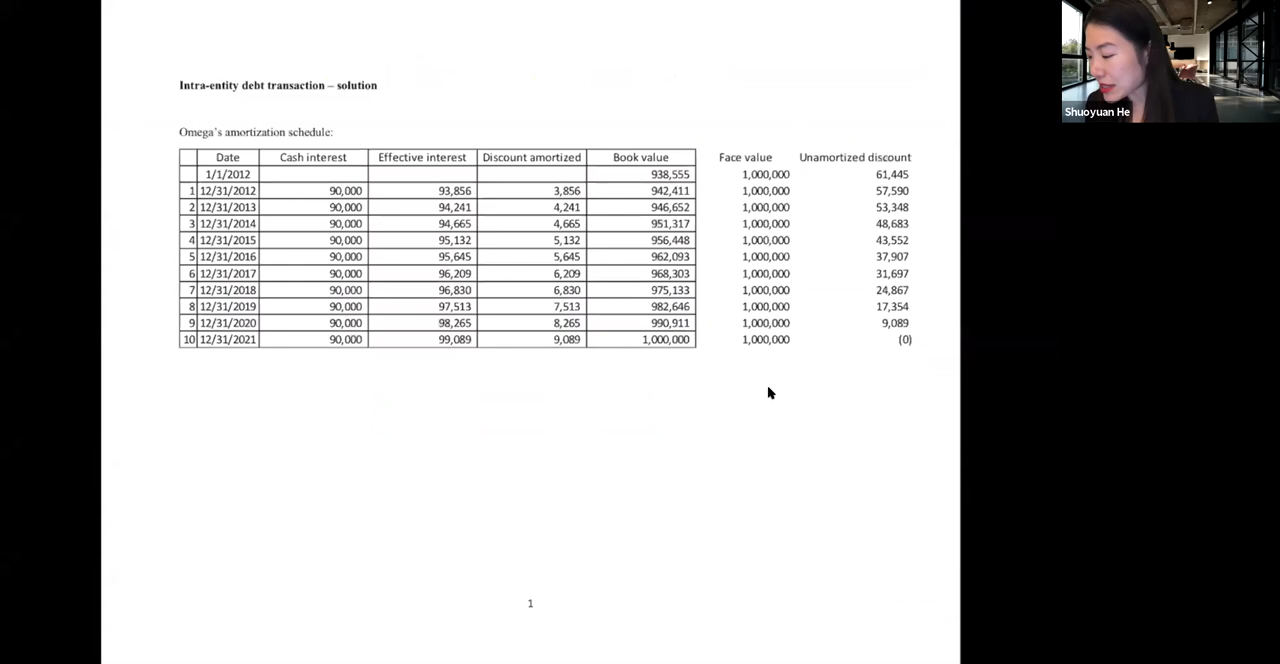 Intra-entity debt transaction – solution
Shuoyuan He
Omega's amortization schedule:
Date Cash interest Effective interest Discount amortized Book value Face value Unamortized discount
1/1/2012 938,555 1,000,000 61,445
1 12/31/2012 90,000 93,856 3,856 942,411 1,000,000 57,590
2 12/31/2013 90,000 94,241 4,241 946,652 1,000,000 53,348
3 12/31/2014 90,000 94,665 4,665 951,317 1,000,000 48,683
4 12/31/2015 90,000 95,132 5,132 956,448 1,000,000 43,552
5 12/31/2016 90,000 95,645 5,645 962,093 1,000,000 37,907
6 12/31/2017 90,000 96,209 6,209 968,303 1,000,000 31,697
7 12/31/2018 90,000 96,830 6,830 975,133 1,000,000 24,867
8 12/31/2019 90,000 97,513 7,513 982,646 1,000,000 17,354
9 12/31/2020 90,000 98,265 8,265 990,911 1,000,000 9,089
10 12/31/2021 90,000 99,089 9,089 1,000,000 1,000,000 (0)
1